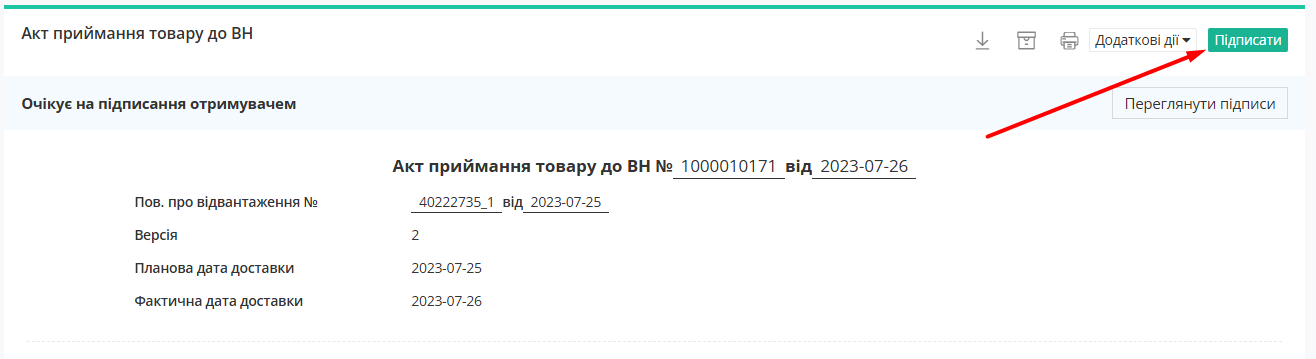 Акт приймання товару до ВН
Додаткові дії
Підписати
Очікує на підписання отримувачем
Переглянути підписи
Акт приймання товару до ВН № 1000010171 від 2023-07-26
Пов. про відвантаження № 40222735_1 від 2023-07-25
Версія 2
Планова дата доставки 2023-07-25
Фактична дата доставки 2023-07-26